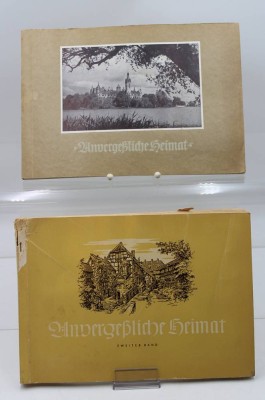 »Unvergeßliche Heimat«
Unvergeßliche Heimat
ZWEITER BAND